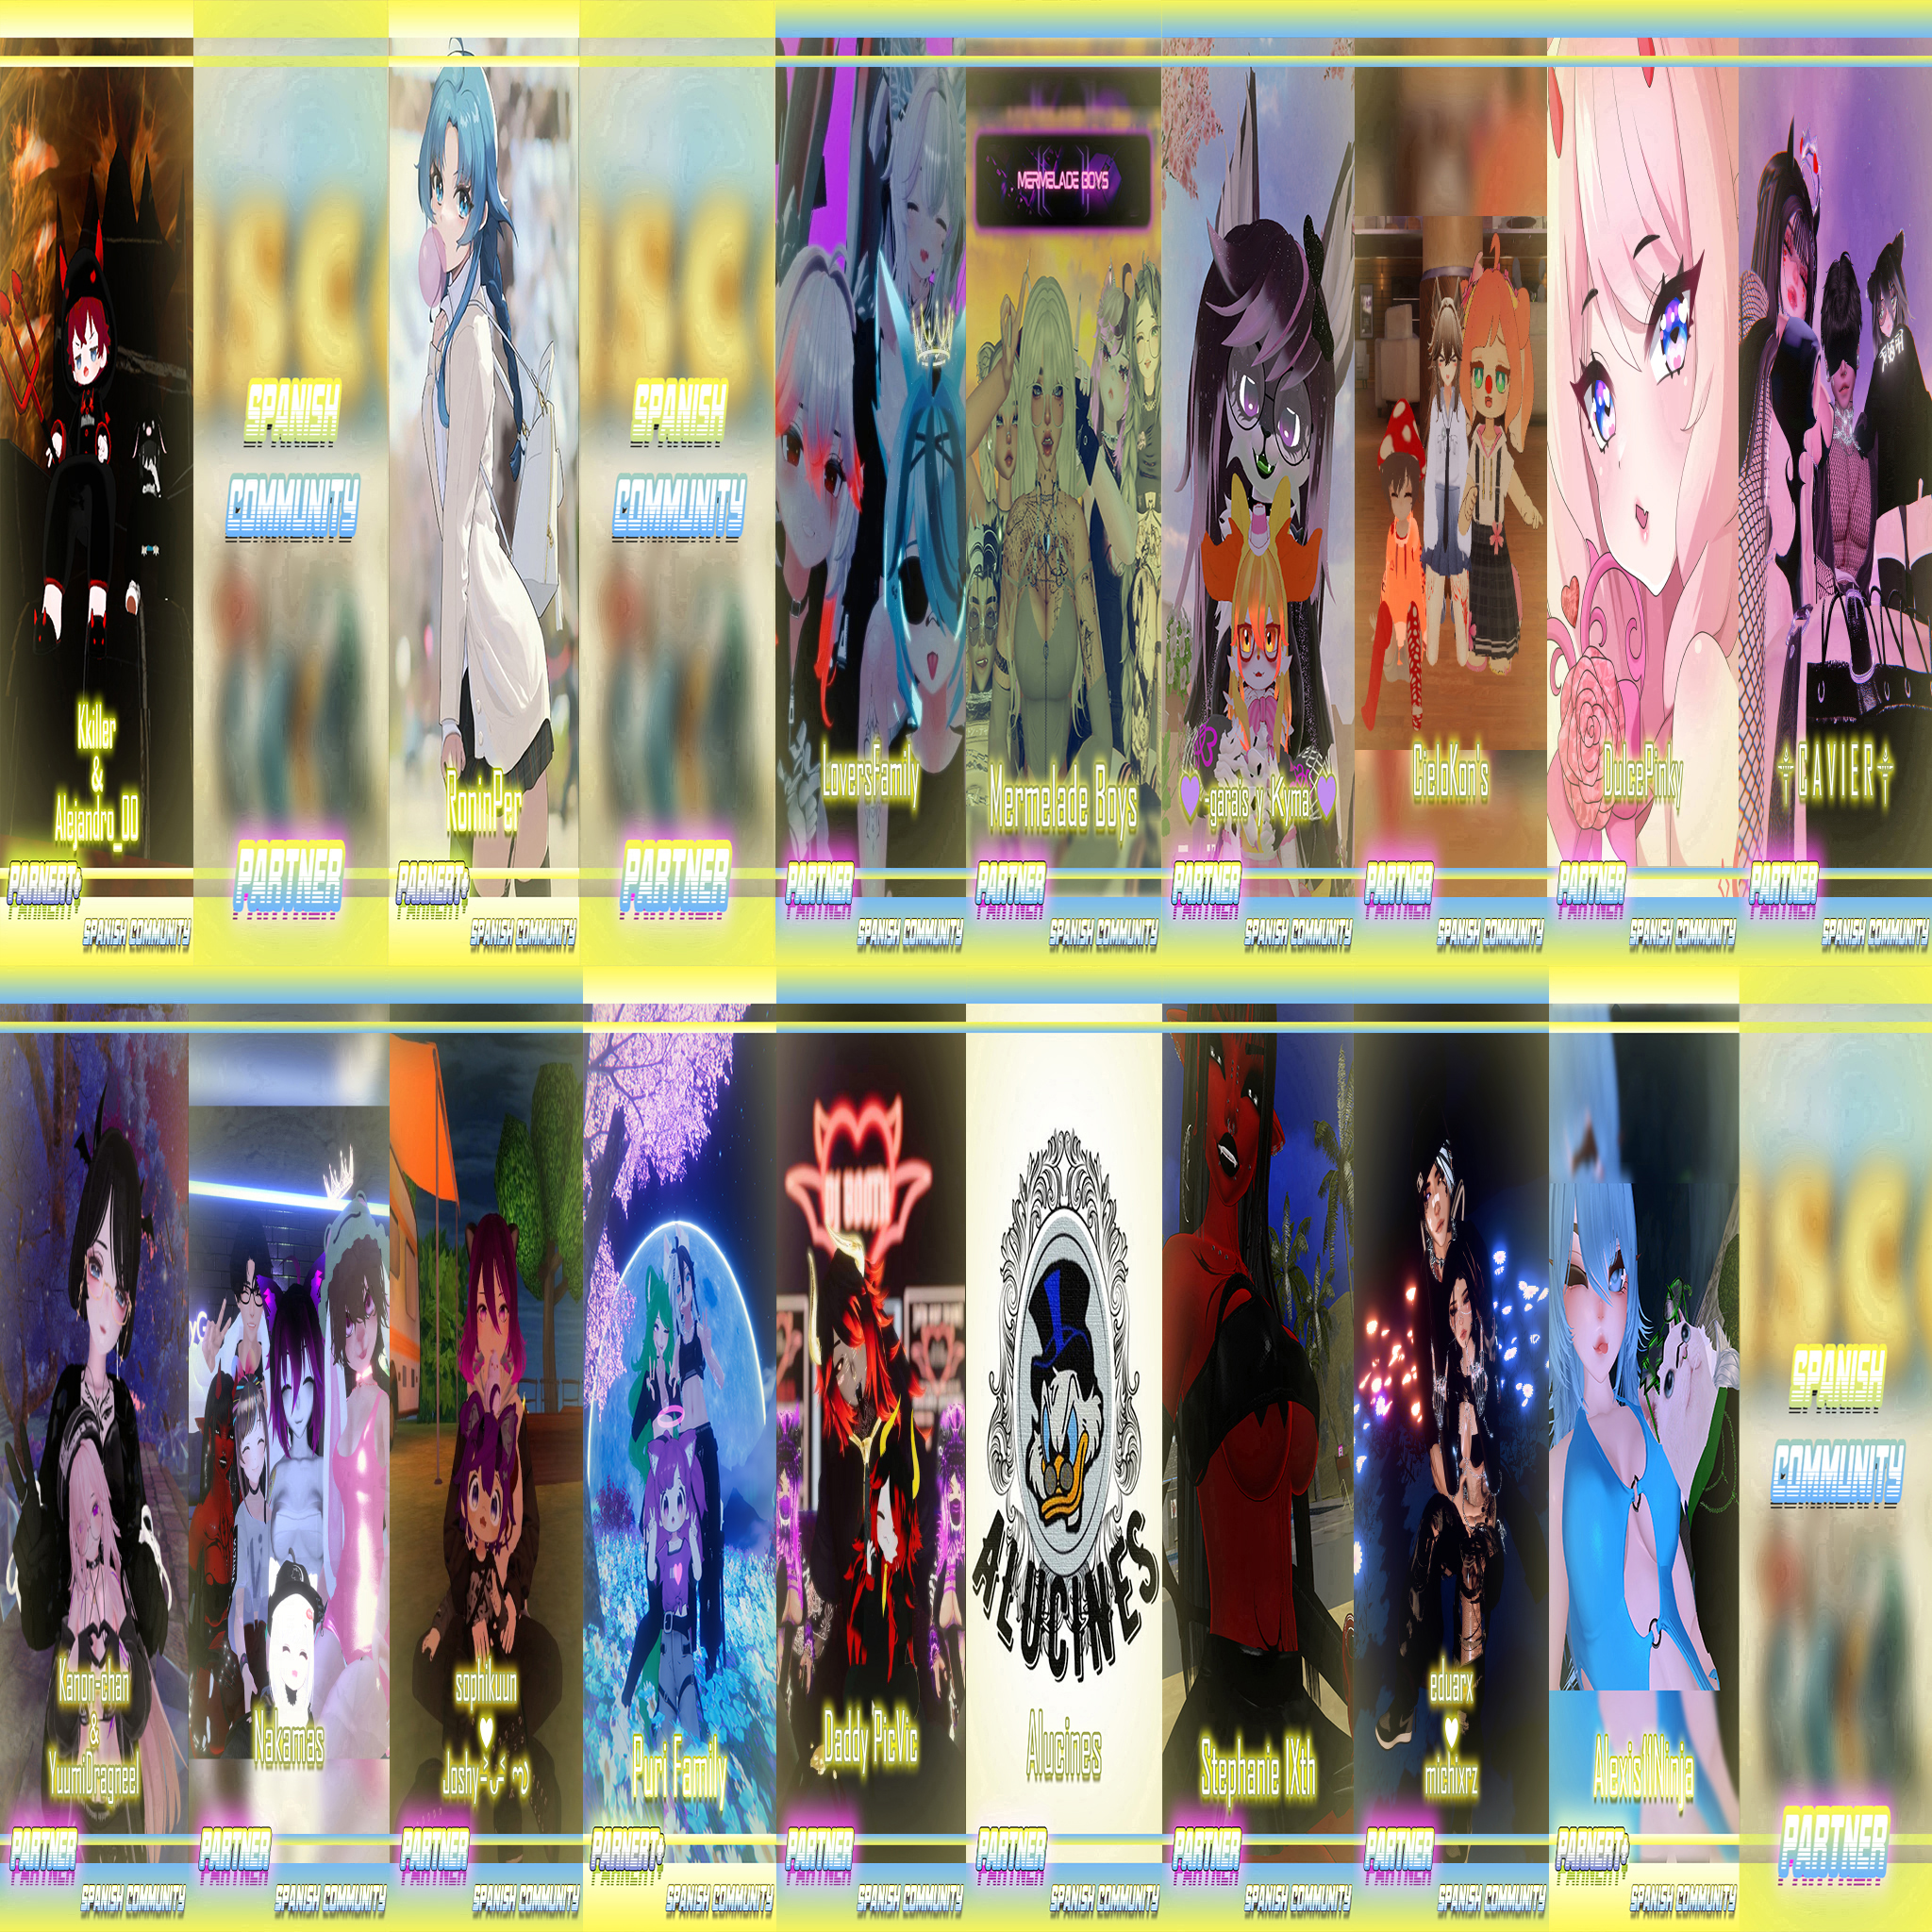 Kkiller
&
Alejandro_00
PARNERT+
SPANISH COMMUNITY
SPANISH
COMMUNITY
PARTNER
RoninPer
PARNERT+
SPANISH COMMUNITY
SPANISH
COMMUNITY
PARTNER
LoversFamily
PARTNER
SPANISH COMMUNITY
MERMELADE BOYS
Mermelade Boys
PARTNER
SPANISH COMMUNITY
💜-garais y Kyma💜
PARTNER
SPANISH COMMUNITY
CieloKon's
PARTNER
SPANISH COMMUNITY
DulcePinky
PARTNER
SPANISH COMMUNITY
⸸CAVIER⸸
PARTNER
SPANISH COMMUNITY
Kanon-chan
&
YuumiDragneel
PARTNER
SPANISH COMMUNITY
Nakamas
PARTNER
SPANISH COMMUNITY
sophikuun
♥
Joshy
PARTNER
SPANISH COMMUNITY
Puri Family
PARNERT+
SPANISH COMMUNITY
DJ BOOTH
Daddy PicVic
PARTNER
SPANISH COMMUNITY
ALUCINES
Alucines
PARTNER
SPANISH COMMUNITY
Stephanie IXth
PARTNER
SPANISH COMMUNITY
eduarx
♥
michixrz
PARTNER
SPANISH COMMUNITY
AlexisllNinja
PARNERT+
SPANISH COMMUNITY
SPANISH
COMMUNITY
PARTNER